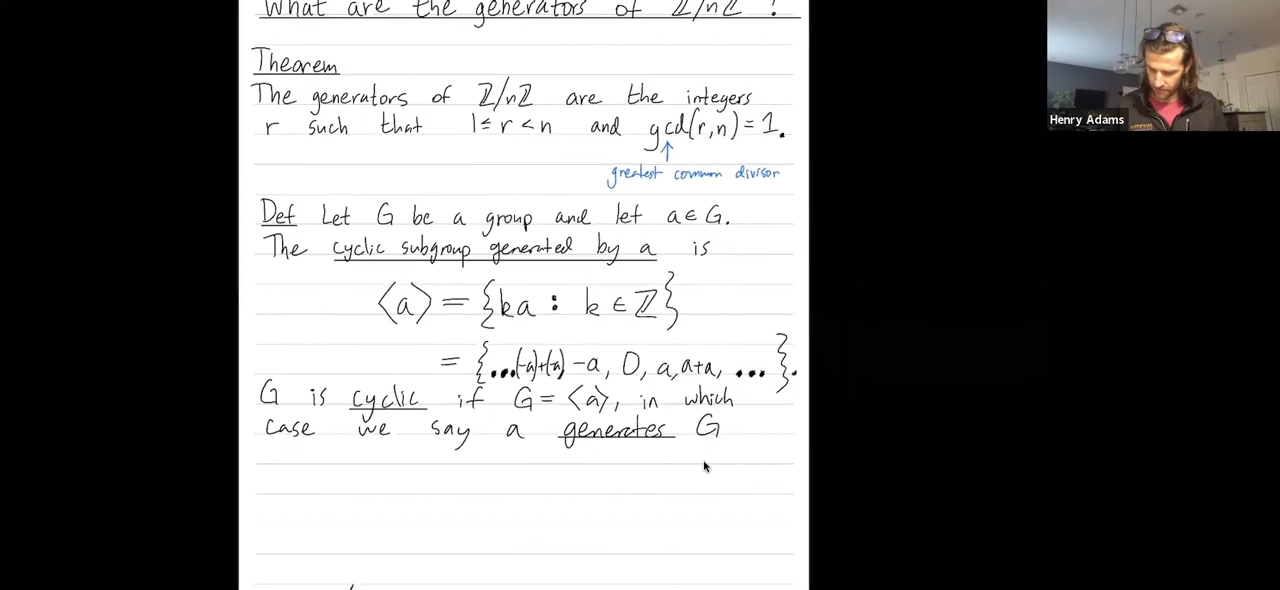 What are the generators of ℤ/nℤ ?
Theorem
The generators of ℤ/nℤ are the integers
r such that 1≤r<n and gcd(r,n)=1.
↑
greatest common divisor
Def Let G be a group and let a∈G.
The cyclic subgroup generated by a is
⟨a⟩ = {ka : k∈ℤ}
= {...(-a)+(-a) -a, 0, a, a+a, ...}.
G is cyclic if G=⟨a⟩, in which
case we say a generates G
Henry Adams